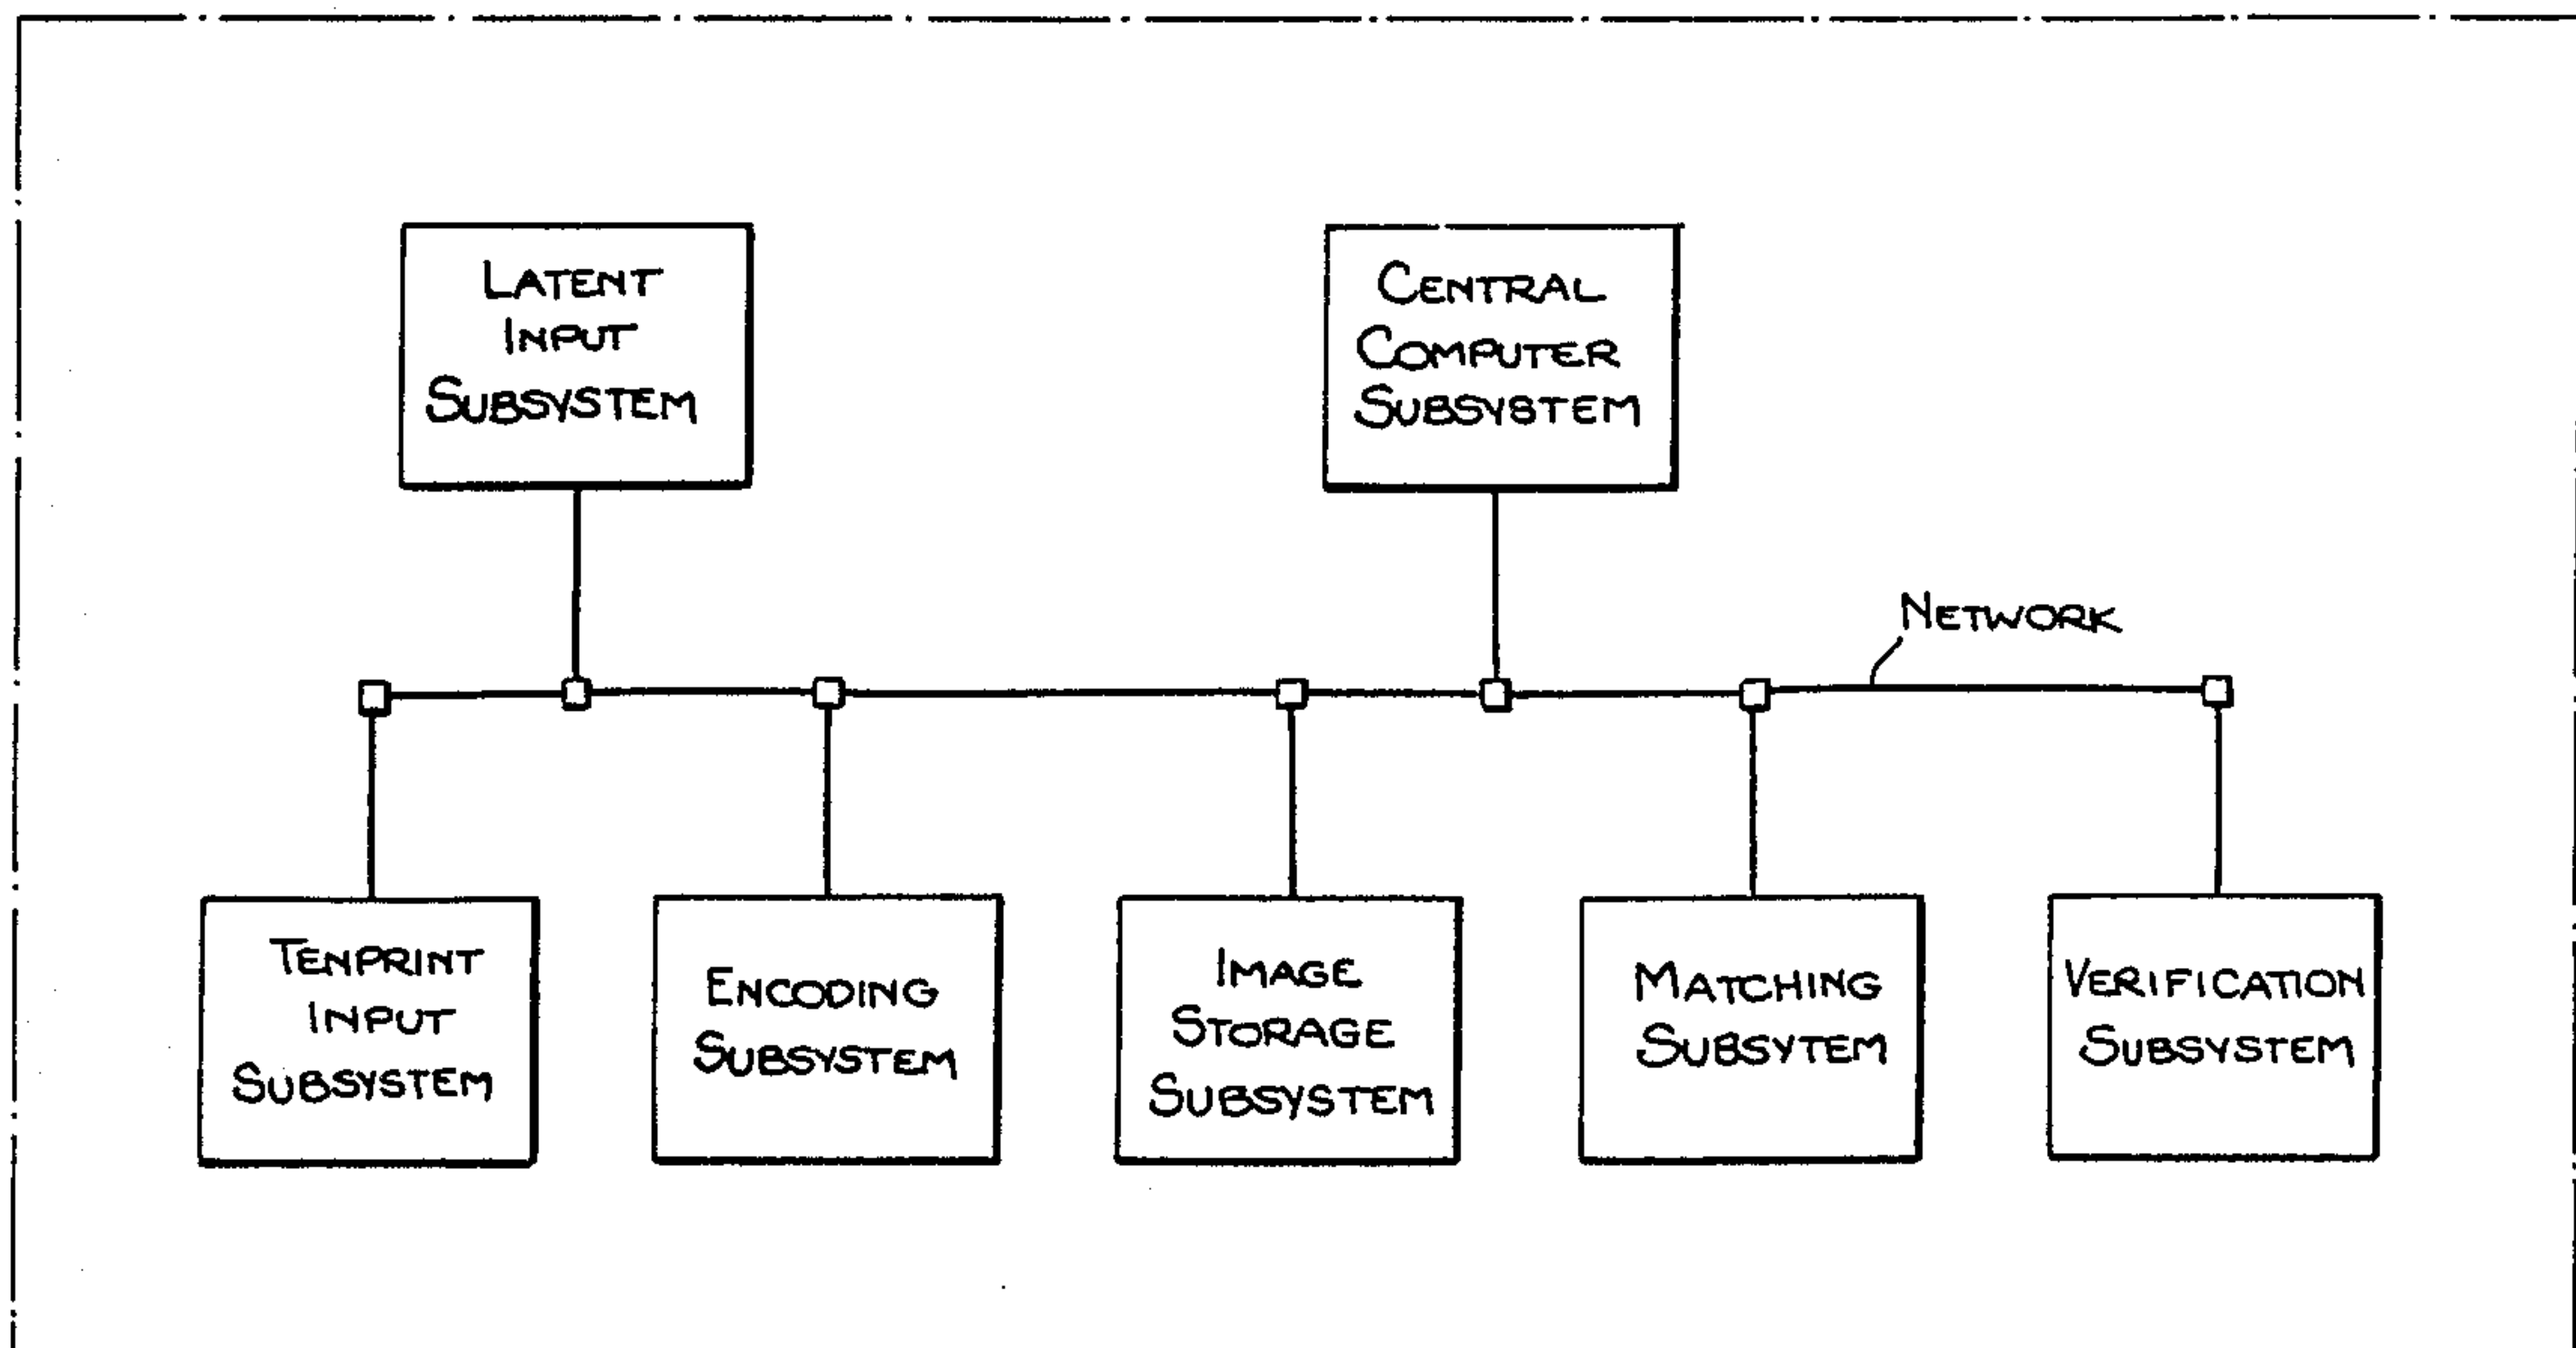 LATENT
INPUT
SUBSYSTEM
CENTRAL
COMPUTER
SUBSYSTEM
NETWORK
TENPRINT
INPUT
SUBSYSTEM
ENCODING
SUBSYSTEM
IMAGE
STORAGE
SUBSYSTEM
MATCHING
SUBSYTEM
VERIFICATION
SUBSYSTEM